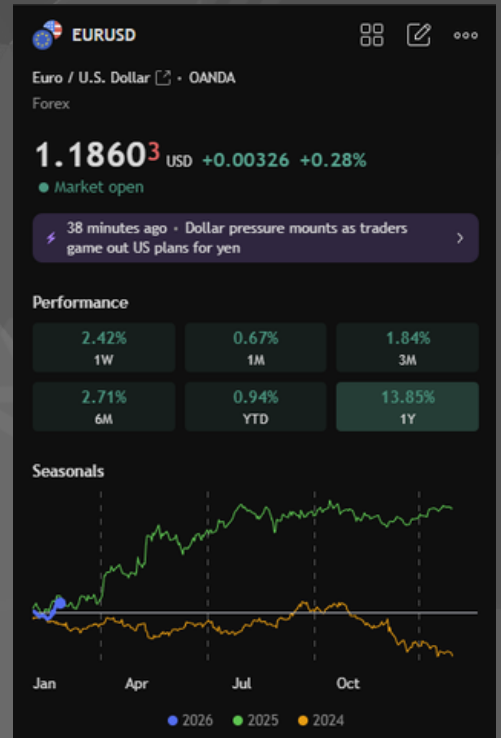 EURUSD
Euro / U.S. Dollar • OANDA
Forex
1.18603 USD +0.00326 +0.28%
Market open
38 minutes ago • Dollar pressure mounts as traders
game out US plans for yen
Performance
2.42% 0.67% 1.84%
1W 1M 3M
2.71% 0.94% 13.85%
6M YTD 1Y
Seasonals
Jan Apr Jul Oct
2026 2025 2024